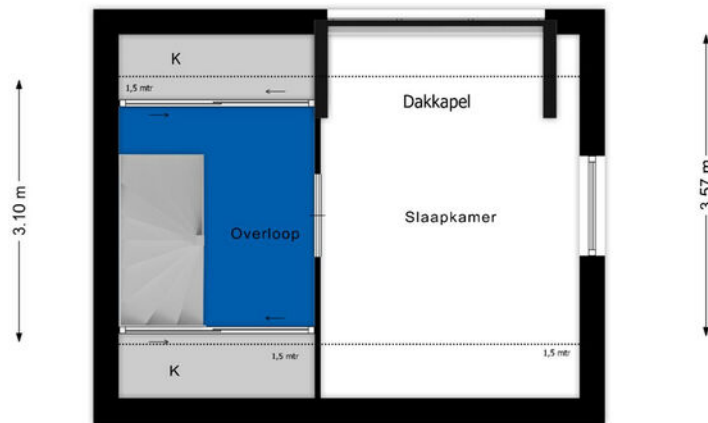 K
1,5 mtr
Dakkapel
3.10 m
3.57 m
Slaapkamer
Overloop
1,5 mtr
1,5 mtr
K